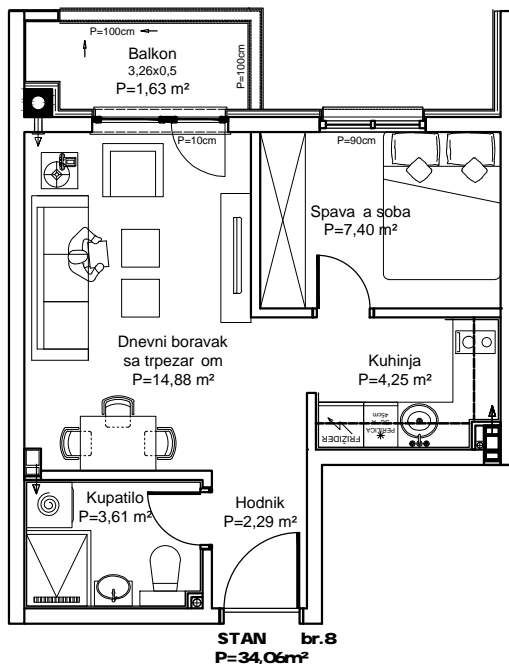 P=100cm
Balkon
3,26x0,5
P=1,63 m²
P=100cm
P=10cm
P=90cm
Spava a soba
P=7,40 m²
Dnevni boravak
sa trpezar om
P=14,88 m²
Kuhinja
P=4,25 m²
FRIŽIDER
PERILICA
45cm
Kupatilo
P=3,61 m²
Hodnik
P=2,29 m²
STAN br.8
P=34,06m²